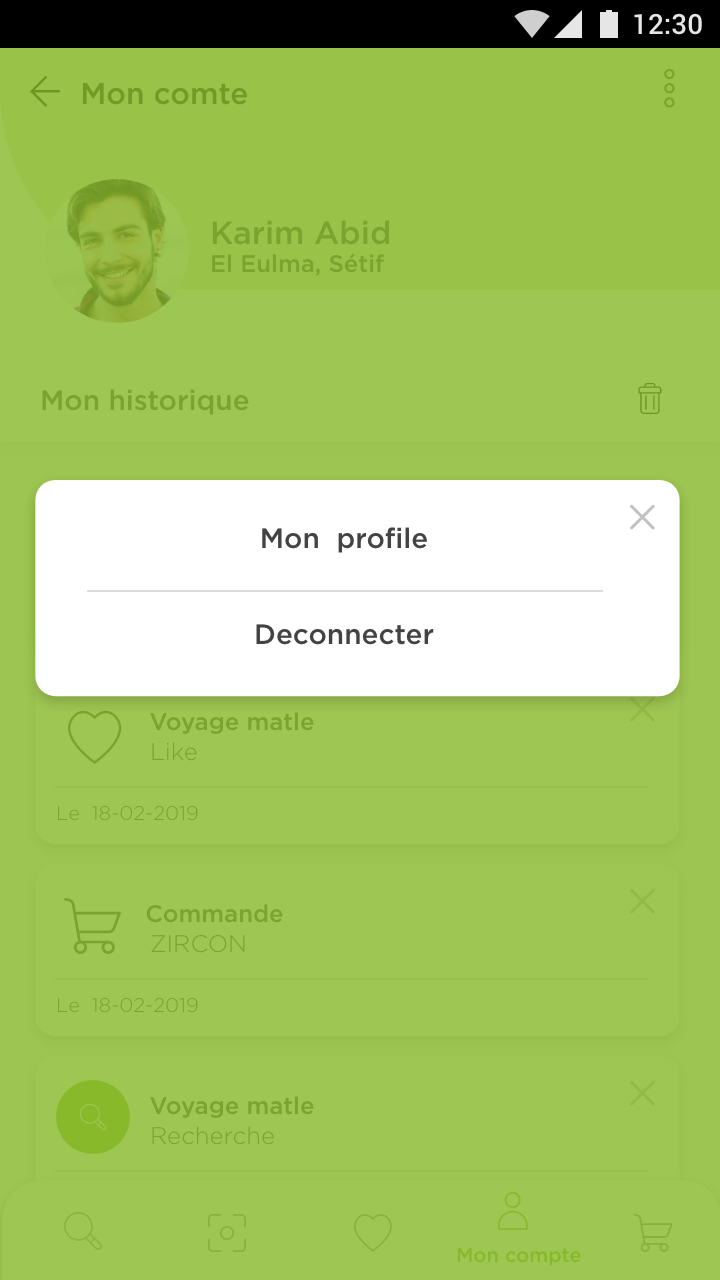 12:30
Mon comte
Karim Abid
El Eulma, Sétif
Mon historique
Mon profile
Deconnecter
Voyage matle
Like
Le 18-02-2019
Commande
ZIRCON
Le 18-02-2019
Voyage matle
Recherche
Mon compte